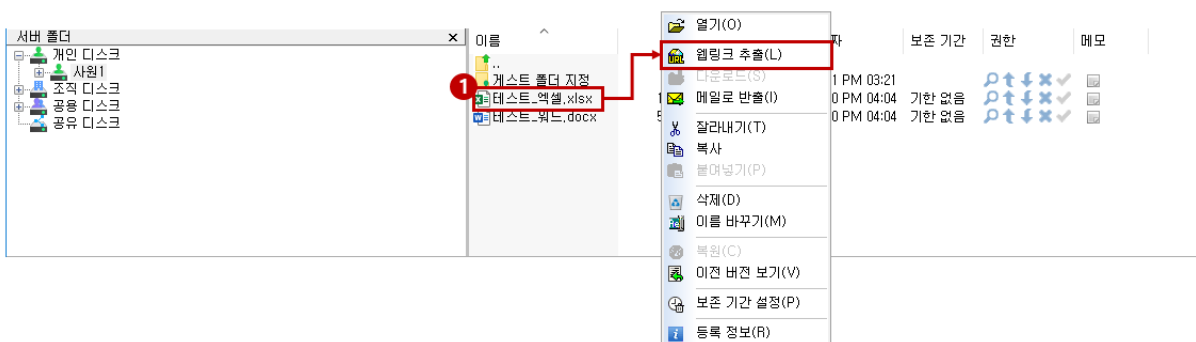 서버 폴더
개인 디스크
사원1
조직 디스크
공용 디스크
공유 디스크
이름
보존 기간 권한 메모
..
게스트 폴더 지정
1 PM 03:21
1
테스트_엑셀.xlsx
0 PM 04:04 기한 없음
테스트_워드.docx
0 PM 04:04 기한 없음
열기(O)
웹링크 추출(L)
다운로드(S)
메일로 반출(I)
잘라내기(T)
복사
붙여넣기(P)
삭제(D)
이름 바꾸기(M)
복원(C)
이전 버전 보기(V)
보존 기간 설정(P)
등록 정보(R)